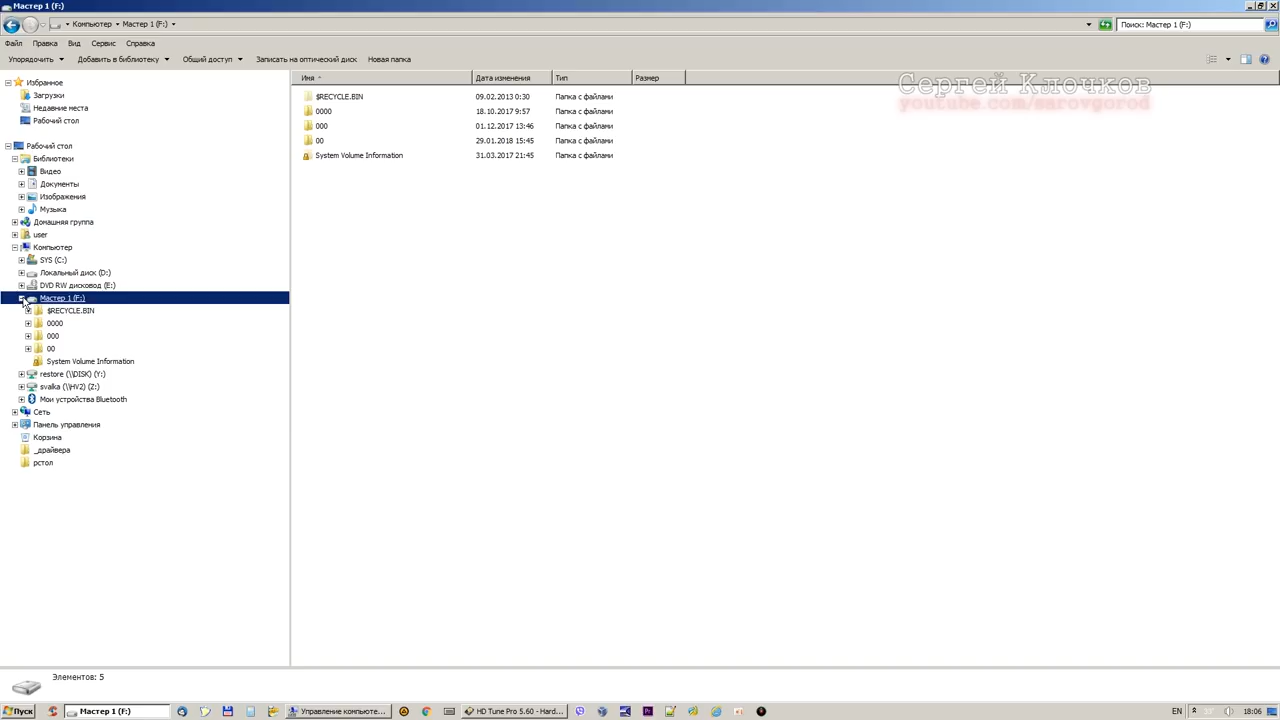 Мастер 1 (F:)
Компьютер ▸ Мастер 1 (F:) ▸
Поиск: Мастер 1 (F:)
Файл Правка Вид Сервис Справка
Упорядочить Добавить в библиотеку Общий доступ Записать на оптический диск Новая папка
Избранное
Загрузки
Недавние места
Рабочий стол
Рабочий стол
Библиотеки
Видео
Документы
Изображения
Музыка
Домашняя группа
user
Компьютер
SYS (C:)
Локальный диск (D:)
DVD RW дисковод (E:)
Мастер 1 (F:)
$RECYCLE.BIN
0000
000
00
System Volume Information
restore (\\DISK) (Y:)
svalka (\\HV2) (Z:)
Мои устройства Bluetooth
Сеть
Панель управления
Корзина
_драйвера
рстол
Имя Дата изменения Тип Размер
$RECYCLE.BIN 09.02.2013 0:30 Папка с файлами
0000 18.10.2017 9:57 Папка с файлами
000 01.12.2017 13:46 Папка с файлами
00 29.01.2018 15:45 Папка с файлами
System Volume Information 31.03.2017 21:45 Папка с файлами
Сергей Клочков
youtube.com/sarovgorod
Элементов: 5
Пуск Мастер 1 (F:) Управление компьюте... HD Tune Pro 5.60 - Hard... EN 18:06